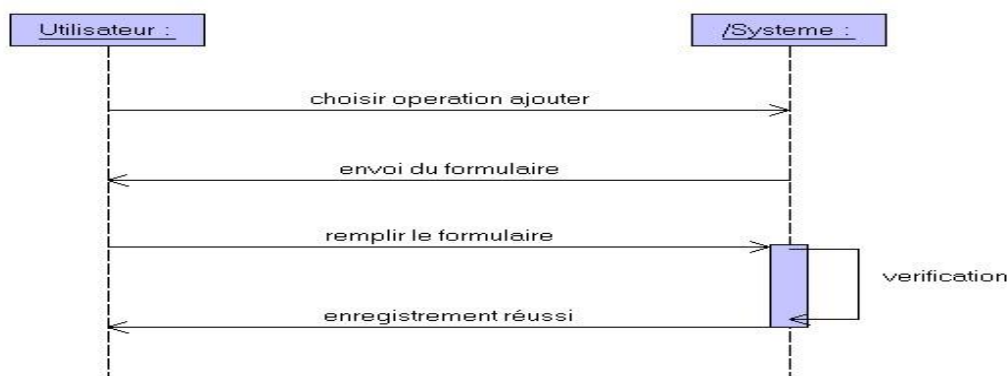 Utilisateur :
/Systeme :
choisir operation ajouter
envoi du formulaire
remplir le formulaire
verification
enregistrement réussi